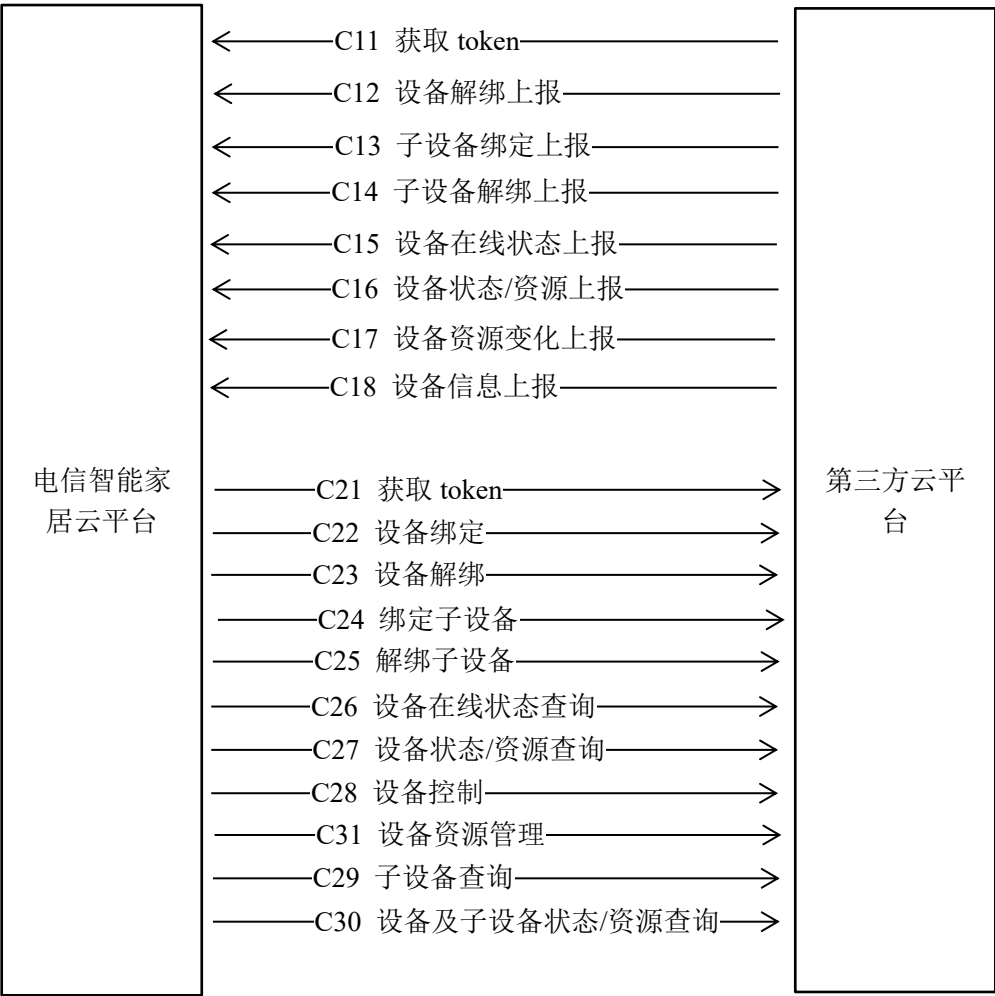 C11 获取 token
C12 设备解绑上报
C13 子设备绑定上报
C14 子设备解绑上报
C15 设备在线状态上报
C16 设备状态/资源上报
C17 设备资源变化上报
C18 设备信息上报
电信智能家
居云平台
第三方云平
台
C21 获取 token
C22 设备绑定
C23 设备解绑
C24 绑定子设备
C25 解绑子设备
C26 设备在线状态查询
C27 设备状态/资源查询
C28 设备控制
C31 设备资源管理
C29 子设备查询
C30 设备及子设备状态/资源查询